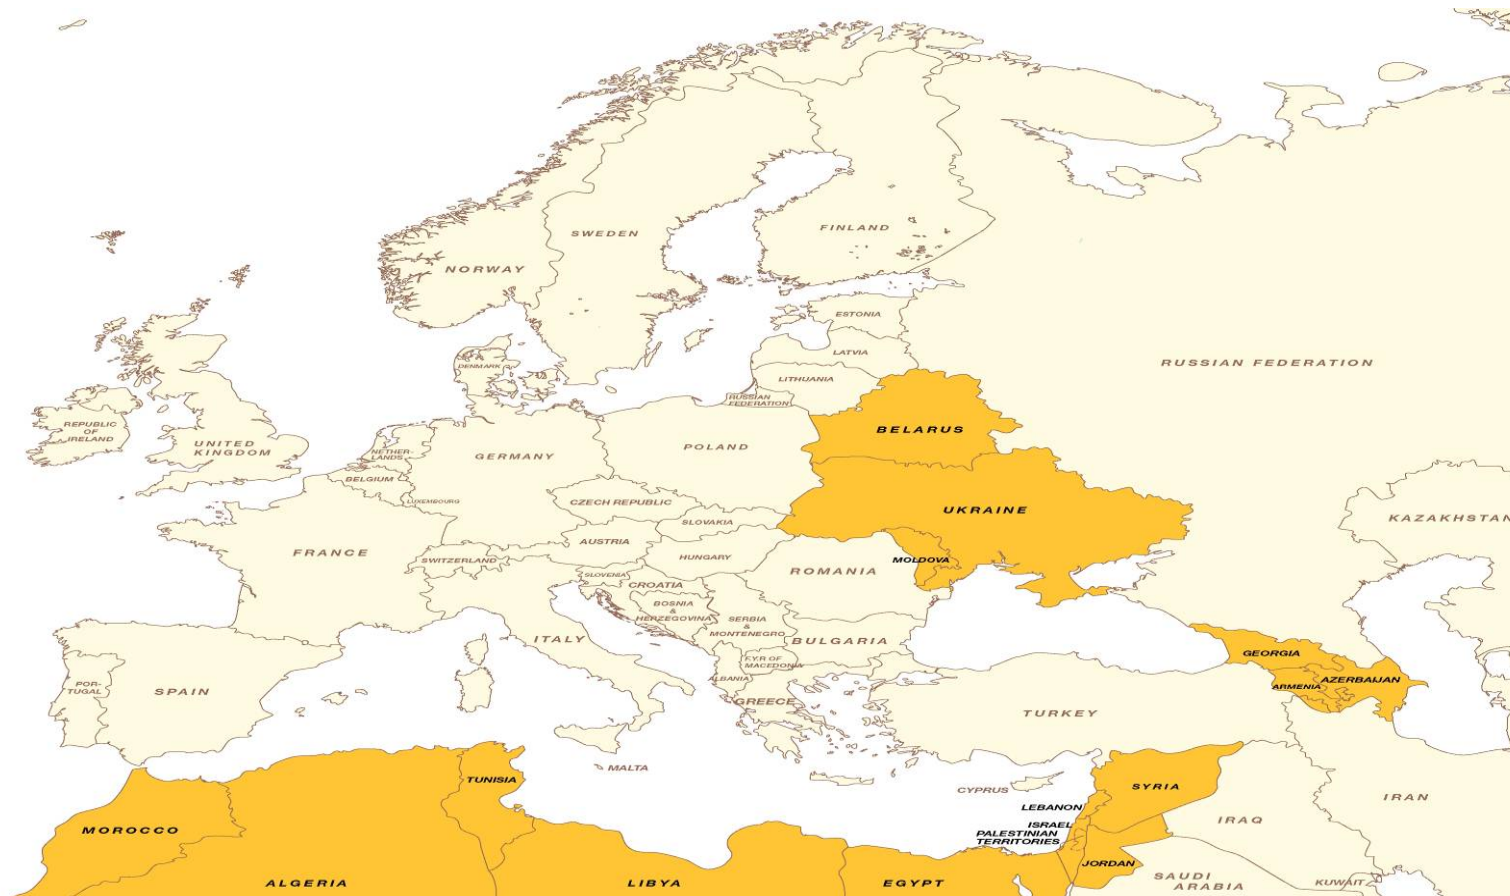 SWEDEN
FINLAND
NORWAY
ESTONIA
LATVIA
RUSSIAN FEDERATION
DENMARK
LITHUANIA
RUSSIAN
FEDERATION
REPUBLIC
OF
IRELAND
UNITED
KINGDOM
NETHER-
LANDS
BELGIUM
LUXEMBOURG
GERMANY
POLAND
BELARUS
CZECH REPUBLIC
UKRAINE
KAZAKHSTAN
SLOVAKIA
AUSTRIA
FRANCE
SWITZERLAND
HUNGARY
MOLDOVA
ROMANIA
SLOVENIA
CROATIA
BOSNIA
&
HERZEGOVINA
SERBIA
&
MONTENEGRO
ITALY
BULGARIA
GEORGIA
F.Y.R OF
MACEDONIA
ALBANIA
AZERBAIJAN
ARMENIA
POR-
TUGAL
SPAIN
GREECE
TURKEY
MALTA
TUNISIA
CYPRUS
SYRIA
LEBANON
IRAN
ISRAEL
PALESTINIAN
TERRITORIES
IRAQ
MOROCCO
JORDAN
ALGERIA
LIBYA
EGYPT
SAUDI
ARABIA
KUWAIT